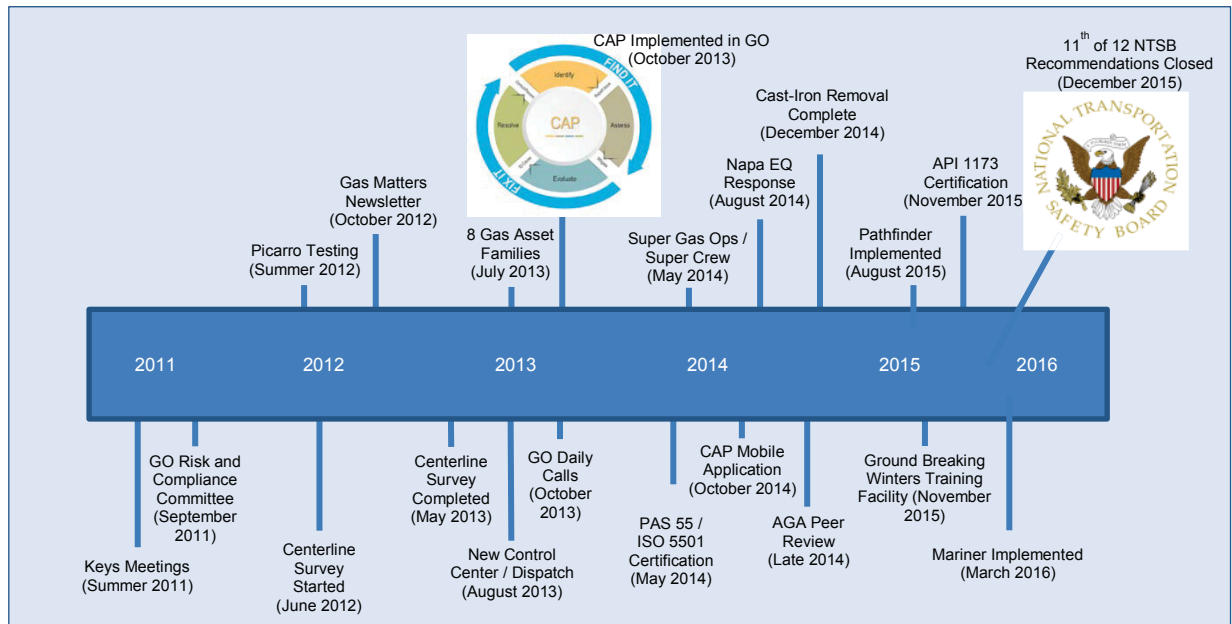 CAP Implemented in GO
(October 2013)
FIND IT
Identify
Assess
Evaluate
Resolve
CAP
FIX IT
11th of 12 NTSB
Recommendations Closed
(December 2015)
NATIONAL TRANSPORTATION
SAFETY BOARD
Cast-Iron Removal
Complete
(December 2014)
Gas Matters
Newsletter
(October 2012)
Napa EQ
Response
(August 2014)
API 1173
Certification
(November 2015
Picarro Testing
(Summer 2012)
8 Gas Asset
Families
(July 2013)
Super Gas Ops /
Super Crew
(May 2014)
Pathfinder
Implemented
(August 2015)
2011
2012
2013
2014
2015
2016
GO Risk and
Compliance
Committee
(September
2011)
Centerline
Survey
Completed
(May 2013)
GO Daily
Calls
(October
2013)
CAP Mobile
Application
(October 2014)
Ground Breaking
Winters Training
Facility (November
2015)
Keys Meetings
(Summer 2011)
Centerline
Survey
Started
(June 2012)
New Control
Center / Dispatch
(August 2013)
PAS 55 /
ISO 5501
Certification
(May 2014)
AGA Peer
Review
(Late 2014)
Mariner Implemented
(March 2016)